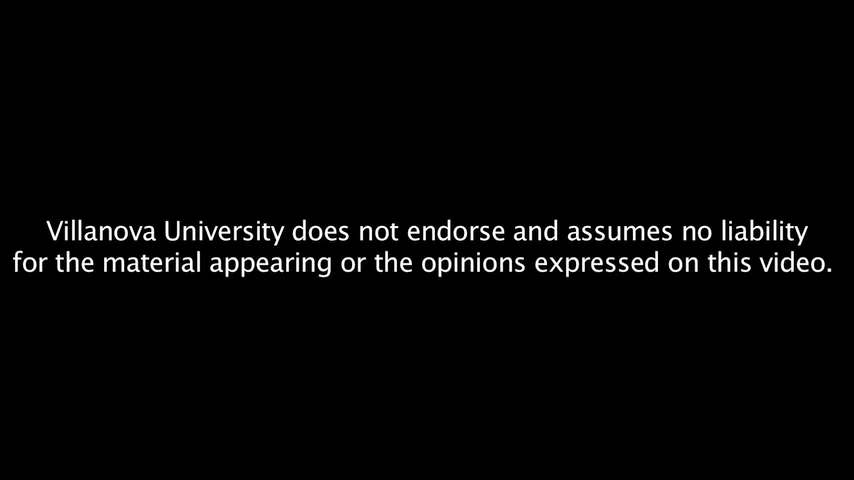 Villanova University does not endorse and assumes no liability
for the material appearing or the opinions expressed on this video.